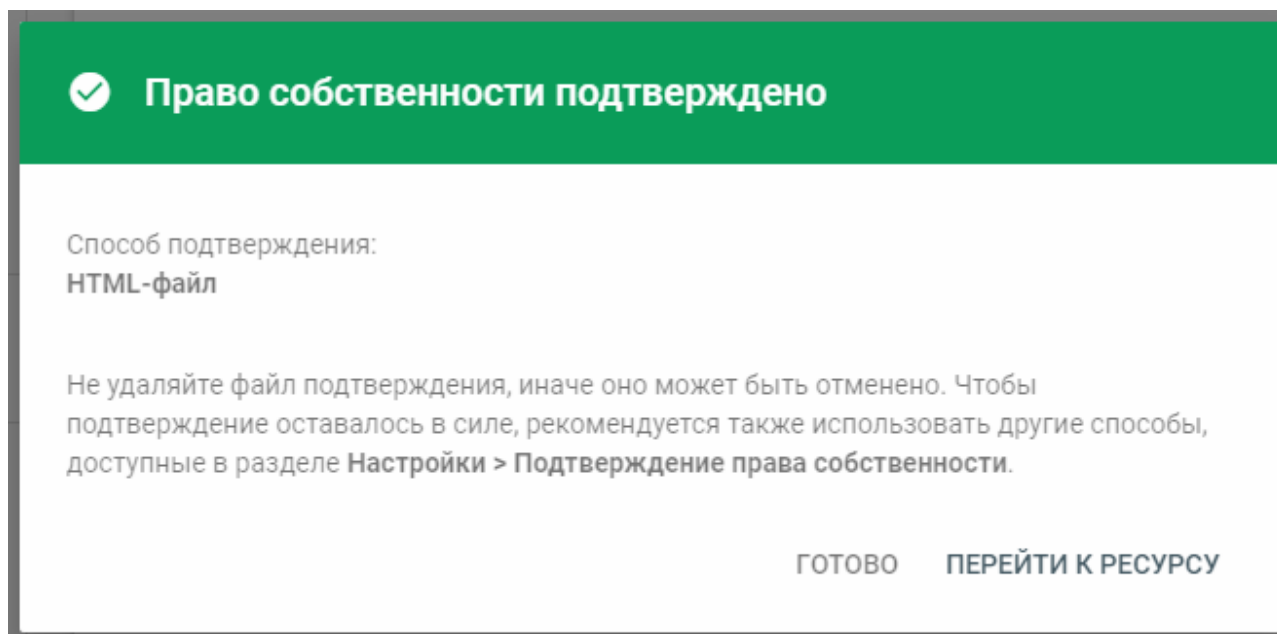 Право собственности подтверждено
Способ подтверждения:
HTML-файл
Не удаляйте файл подтверждения, иначе оно может быть отменено. Чтобы
подтверждение оставалось в силе, рекомендуется также использовать другие способы,
доступные в разделе Настройки > Подтверждение права собственности.
ГОТОВО ПЕРЕЙТИ К РЕСУРСУ